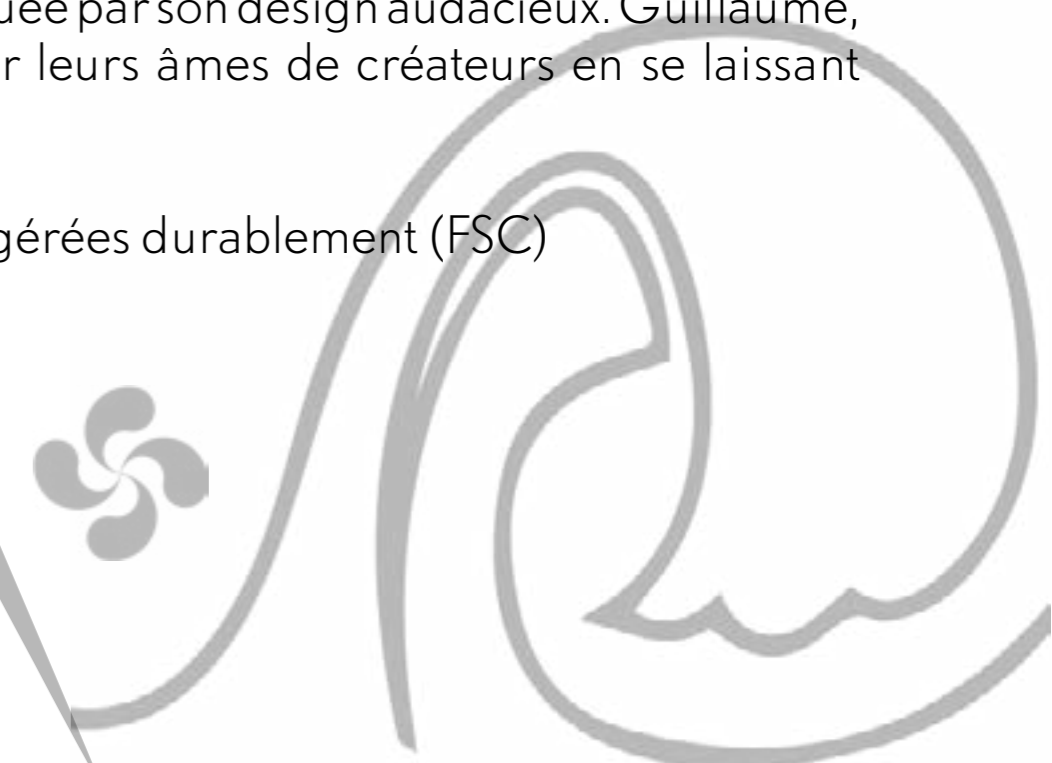 uée par son design audacieux. Guillaume,
r leurs âmes de créateurs en se laissant
gérées durablement (FSC)